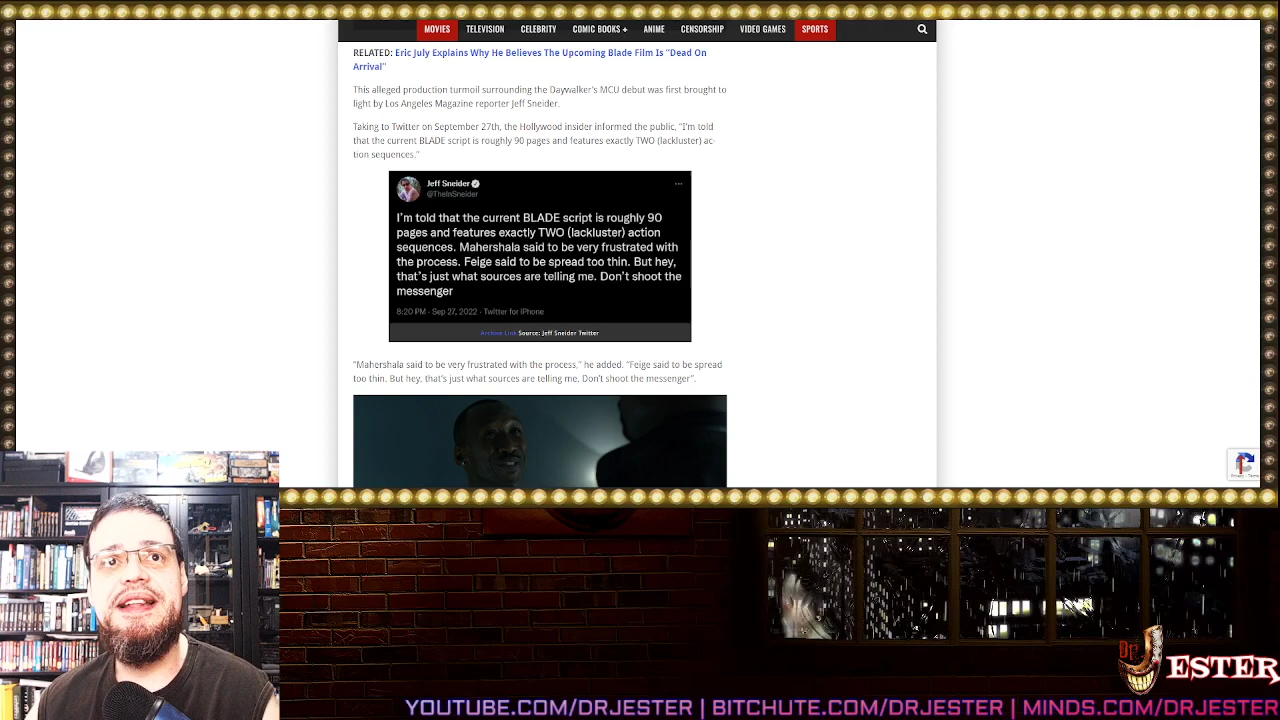 MOVIES TELEVISION CELEBRITY COMIC BOOKS + ANIME CENSORSHIP VIDEO GAMES SPORTS
RELATED: Eric July Explains Why He Believes The Upcoming Blade Film Is “Dead On
Arrival”
This alleged production turmoil surrounding the Daywalker’s MCU debut was first brought to
light by Los Angeles Magazine reporter Jeff Sneider.
Taking to Twitter on September 27th, the Hollywood insider informed the public, “I’m told
that the current BLADE script is roughly 90 pages and features exactly TWO (lackluster) ac-
tion sequences.”
Jeff Sneider
@TheInSneider
I’m told that the current BLADE script is roughly 90
pages and features exactly TWO (lackluster) action
sequences. Mahershala said to be very frustrated with
the process. Feige said to be spread too thin. But hey,
that’s just what sources are telling me. Don’t shoot the
messenger
8:20 PM · Sep 27, 2022 · Twitter for iPhone
Archive Link Source: Jeff Sneider Twitter
“Mahershala said to be very frustrated with the process,” he added. “Feige said to be spread
too thin. But hey, that’s just what sources are telling me. Don’t shoot the messenger”.
Privacy - Terms
Dr.
JESTER
YOUTUBE.COM/DRJESTER | BITCHUTE.COM/DRJESTER | MINDS.COM/DRJESTER